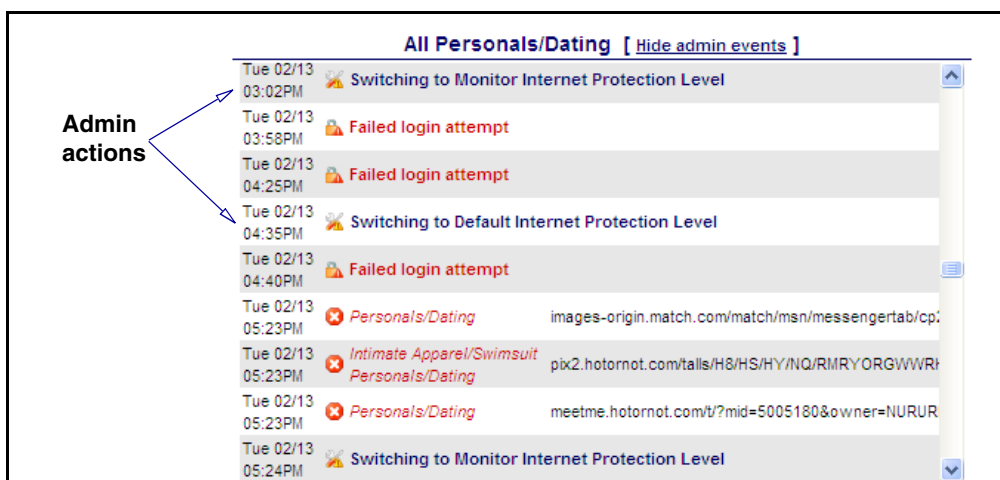 All Personals/Dating [ Hide admin events ]
Admin
actions
Tue 02/13
03:02PM
Switching to Monitor Internet Protection Level
Tue 02/13
03:58PM
Failed login attempt
Tue 02/13
04:25PM
Failed login attempt
Tue 02/13
04:35PM
Switching to Default Internet Protection Level
Tue 02/13
04:40PM
Failed login attempt
Tue 02/13
05:23PM
Personals/Dating
images-origin.match.com/match/msn/messengertab/cp2
Tue 02/13
05:23PM
Intimate Apparel/Swimsuit
Personals/Dating
pix2.hotornot.com/talls/H8/HS/HY/NQ/RMRYORGWWRH
Tue 02/13
05:23PM
Personals/Dating
meetme.hotornot.com/t/?mid=5005180&owner=NURUR
Tue 02/13
05:24PM
Switching to Monitor Internet Protection Level